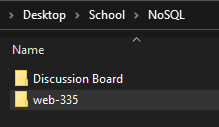 > Desktop > School > NoSQL
Name
Discussion Board
web-335